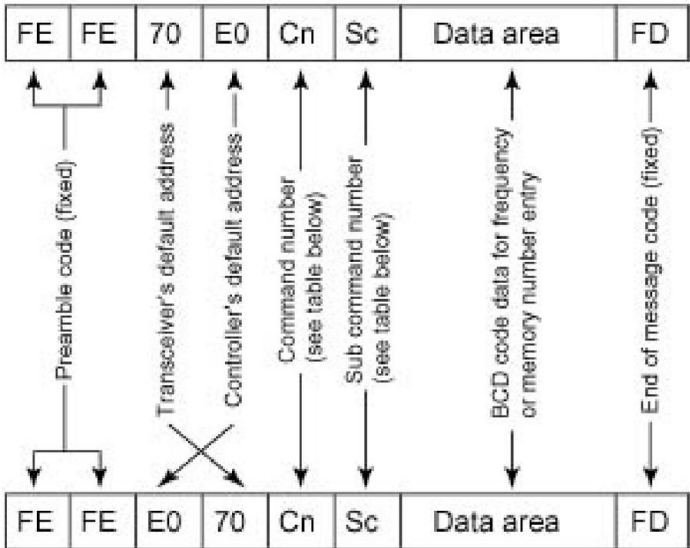 FE FE 70 E0 Cn Sc Data area FD
Preamble code (fixed)
Transceiver's default address
Controller's default address
Command number
(see table below)
Sub command number
(see table below)
BCD code data for frequency
or memory number entry
End of message code (fixed)
FE FE E0 70 Cn Sc Data area FD